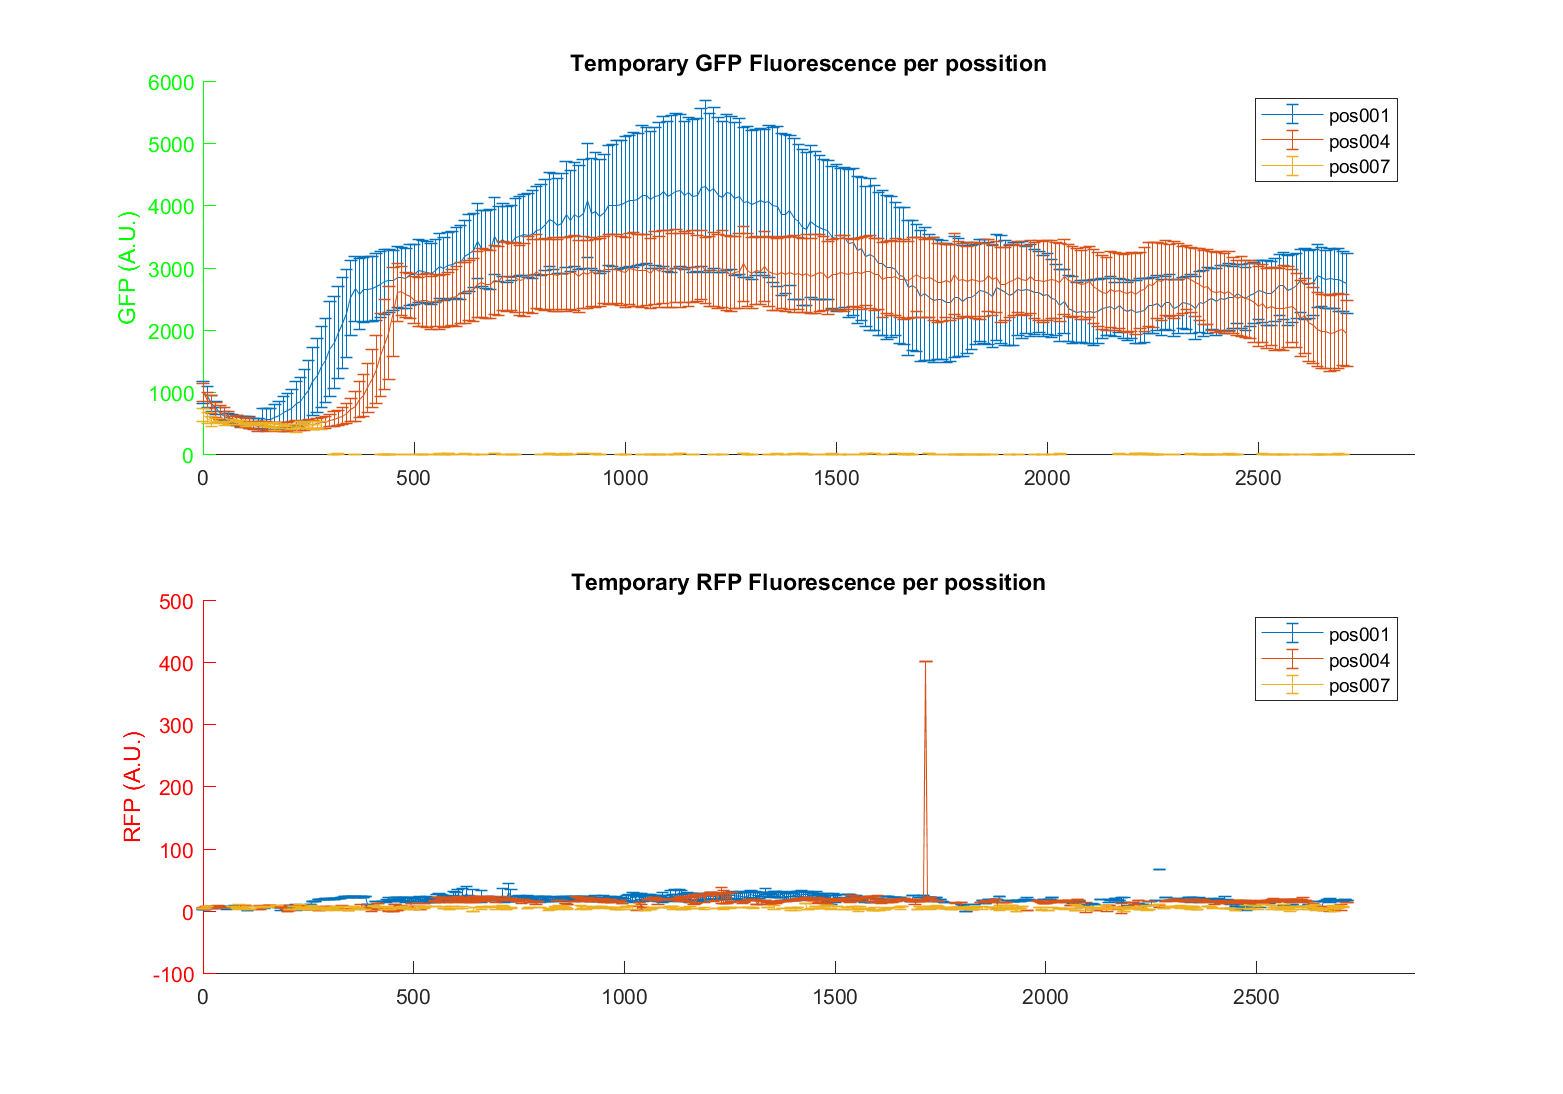 Temporary GFP Fluorescence per possition
GFP (A.U.)
6000
5000
4000
3000
2000
1000
0
0 500 1000 1500 2000 2500
pos001
pos004
pos007
Temporary RFP Fluorescence per possition
RFP (A.U.)
500
400
300
200
100
0
-100
0 500 1000 1500 2000 2500
pos001
pos004
pos007